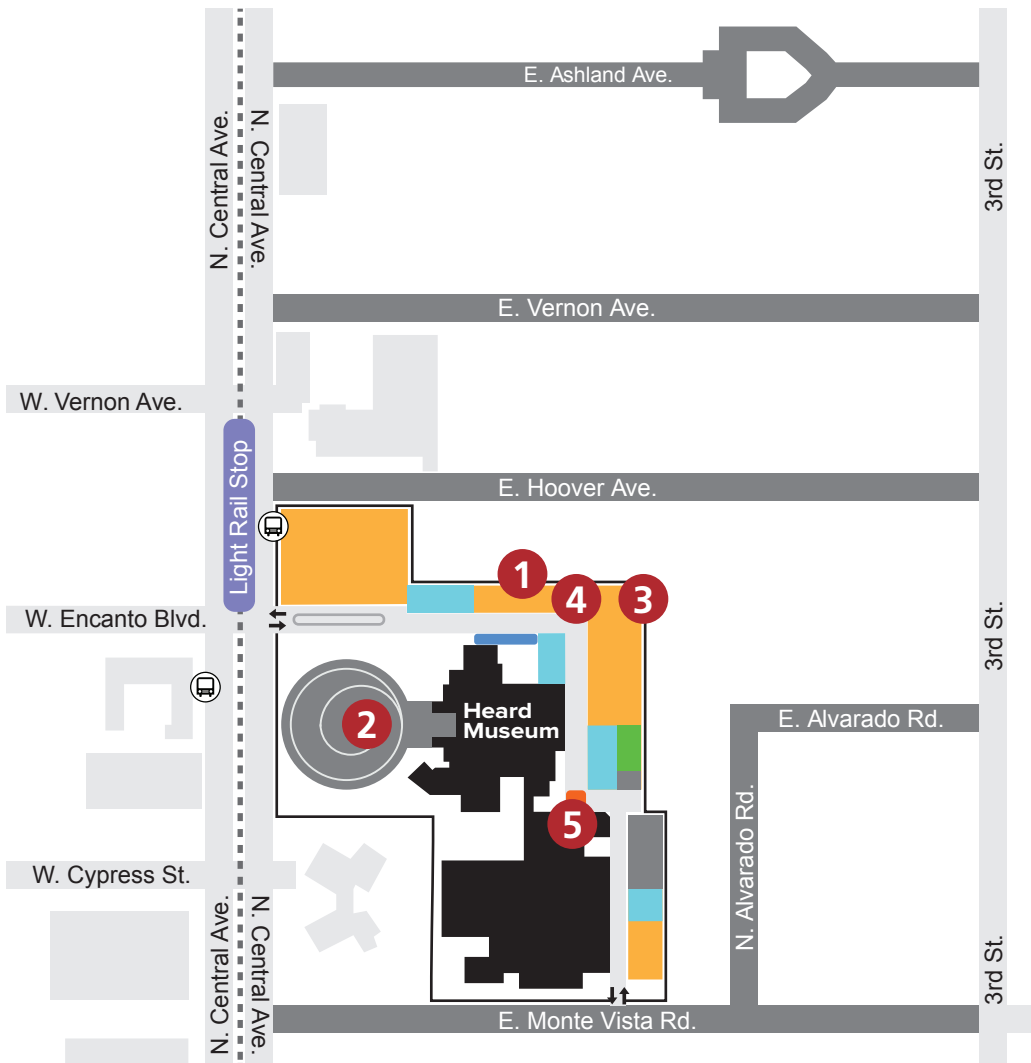 E. Ashland Ave.
N. Central Ave.
N. Central Ave.
3rd St.
E. Vernon Ave.
W. Vernon Ave.
Light Rail Stop
E. Hoover Ave.
1
4
3
W. Encanto Blvd.
3rd St.
2
Heard
Museum
E. Alvarado Rd.
5
N. Alvarado Rd.
W. Cypress St.
N. Central Ave.
N. Central Ave.
3rd St.
E. Monte Vista Rd.